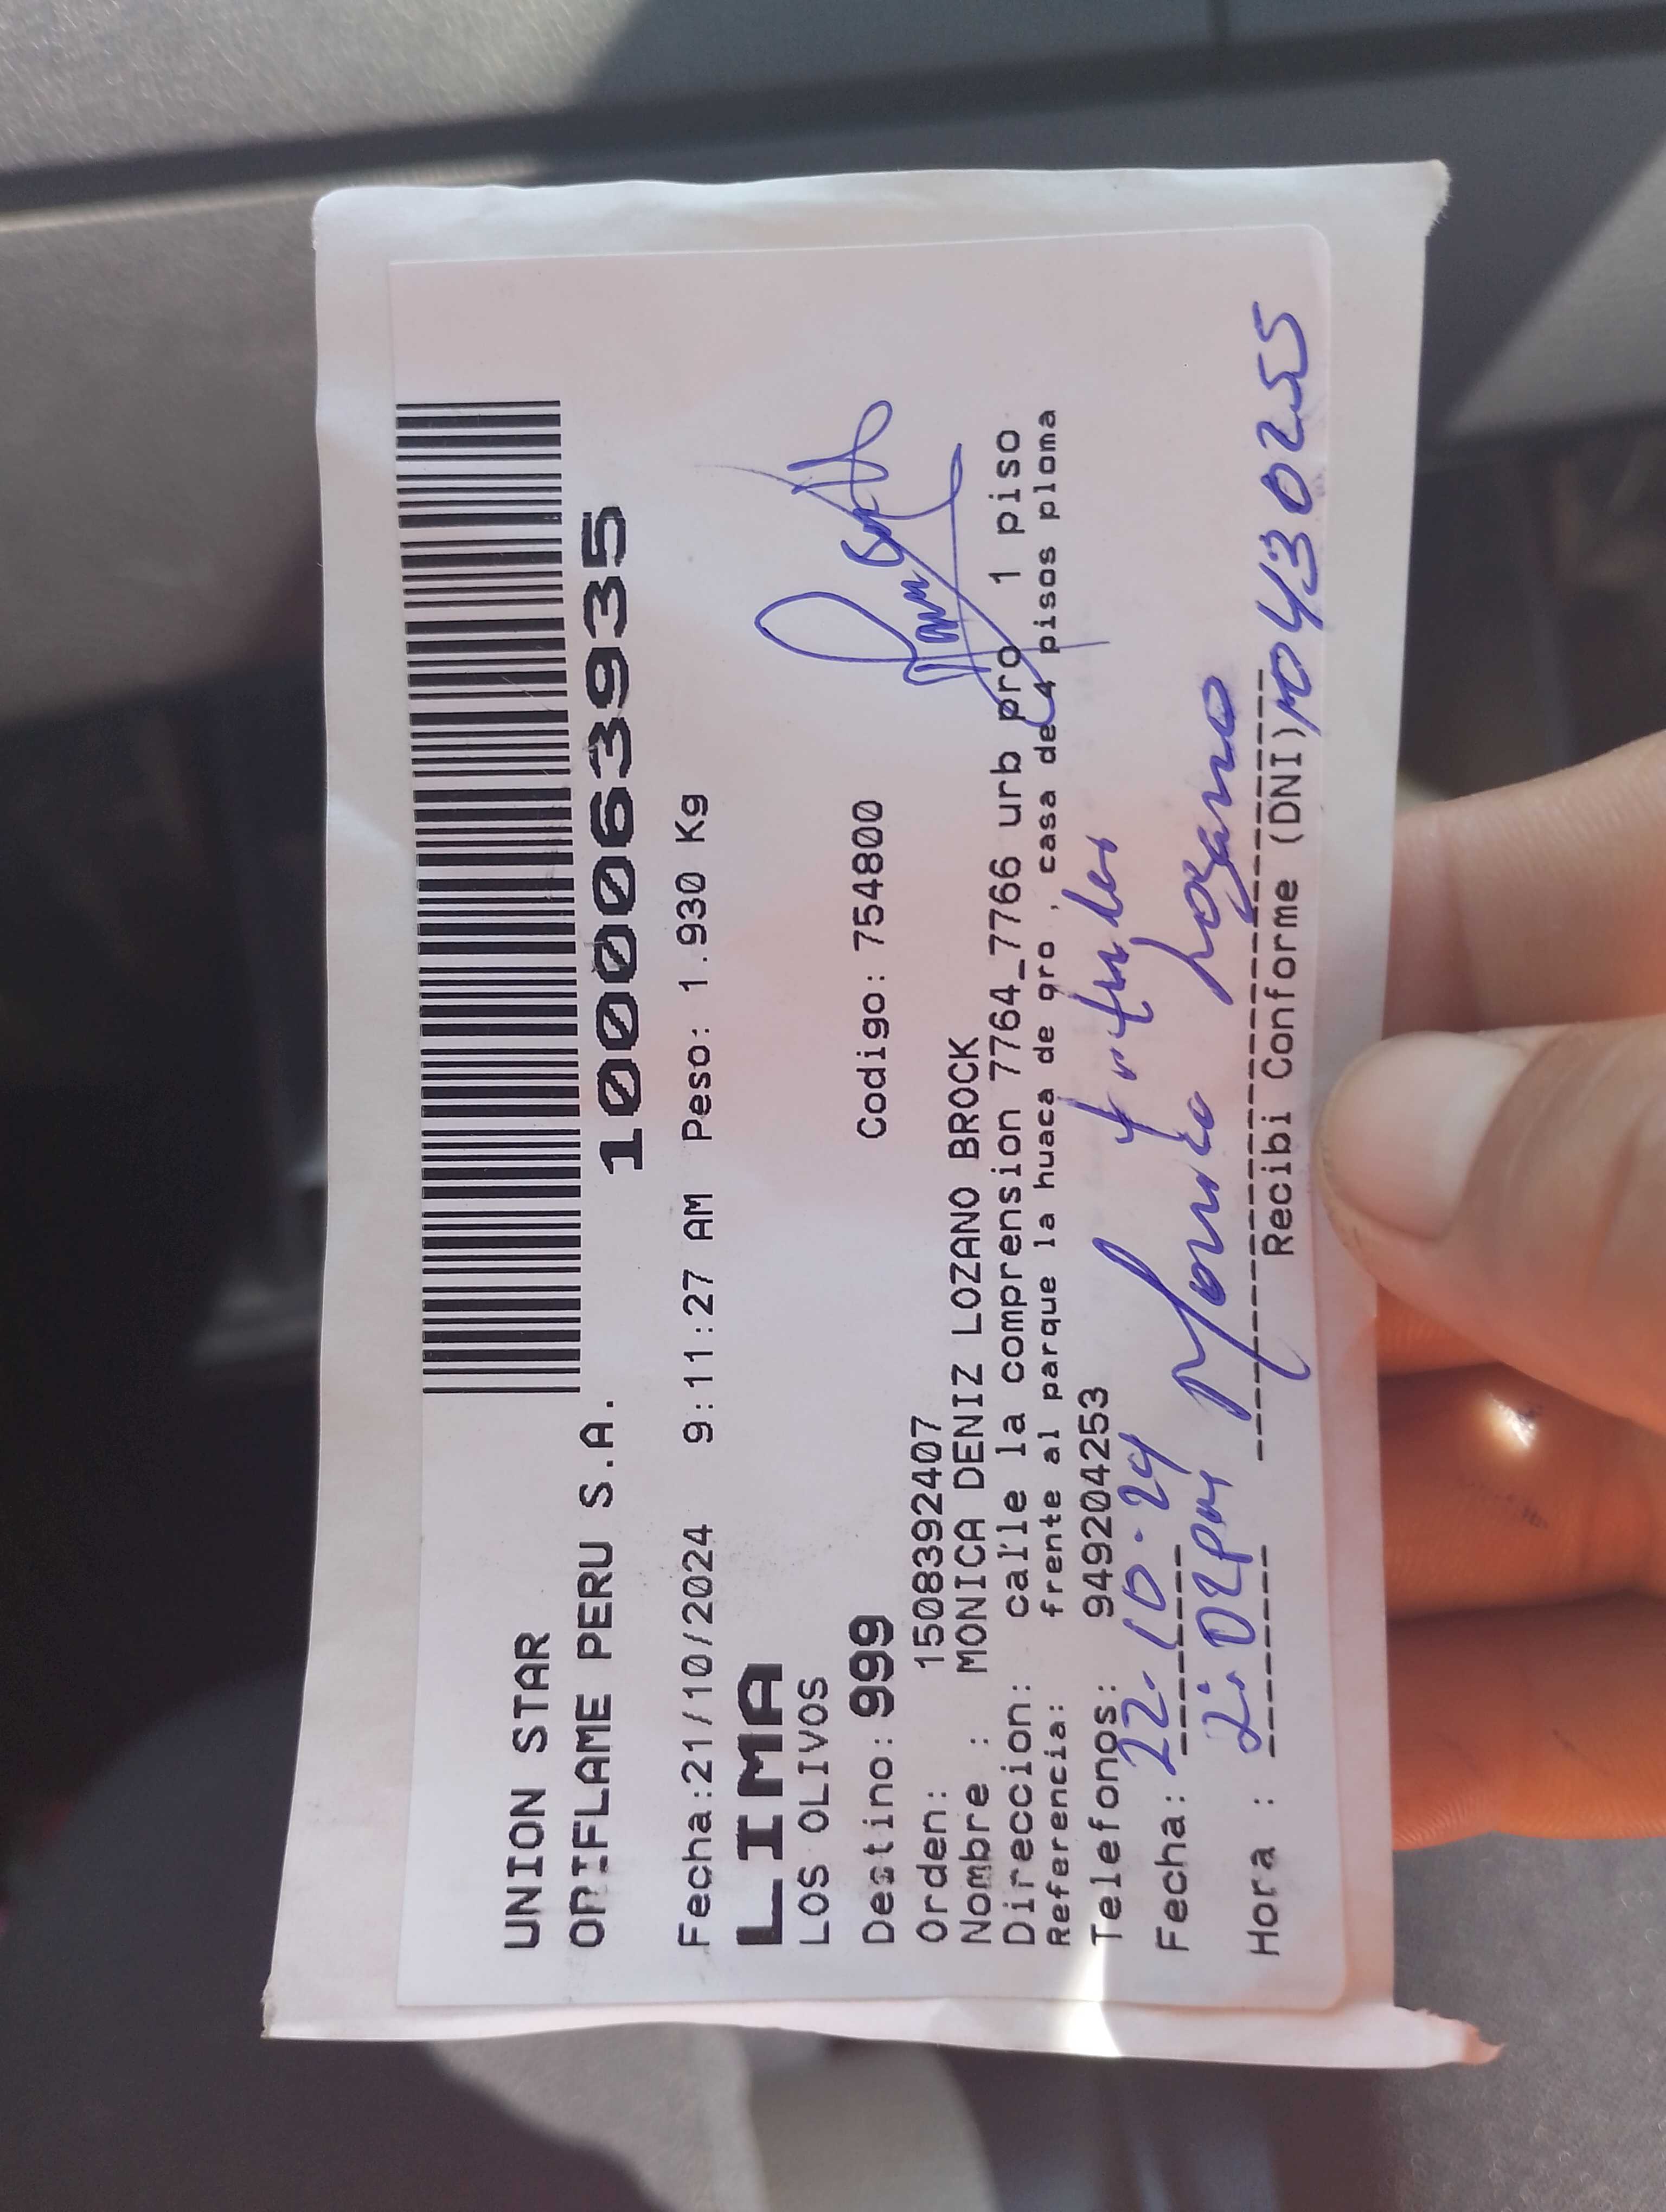 UNION STAR
ORIFLAME PERU S.A.
1000063935
Fecha:21/10/2024 9:11:27 AM Peso: 1.930 Kg
LIMA
LOS OLIVOS
Destino: 999 Codigo: 754800
Orden: 1508392407
Nombre : MONICA DENIZ LOZANO BROCK
Direccion: calle la comprension 7764_7766 urb pro 1 piso
Referencia: frente al parque la huaca de oro , casa de 4 pisos ploma
Telefonos: 949204253
Fecha: 22.10.24
Monica Lozano
Hora : 2:02pm
Recibi Conforme (DNI) 10430255